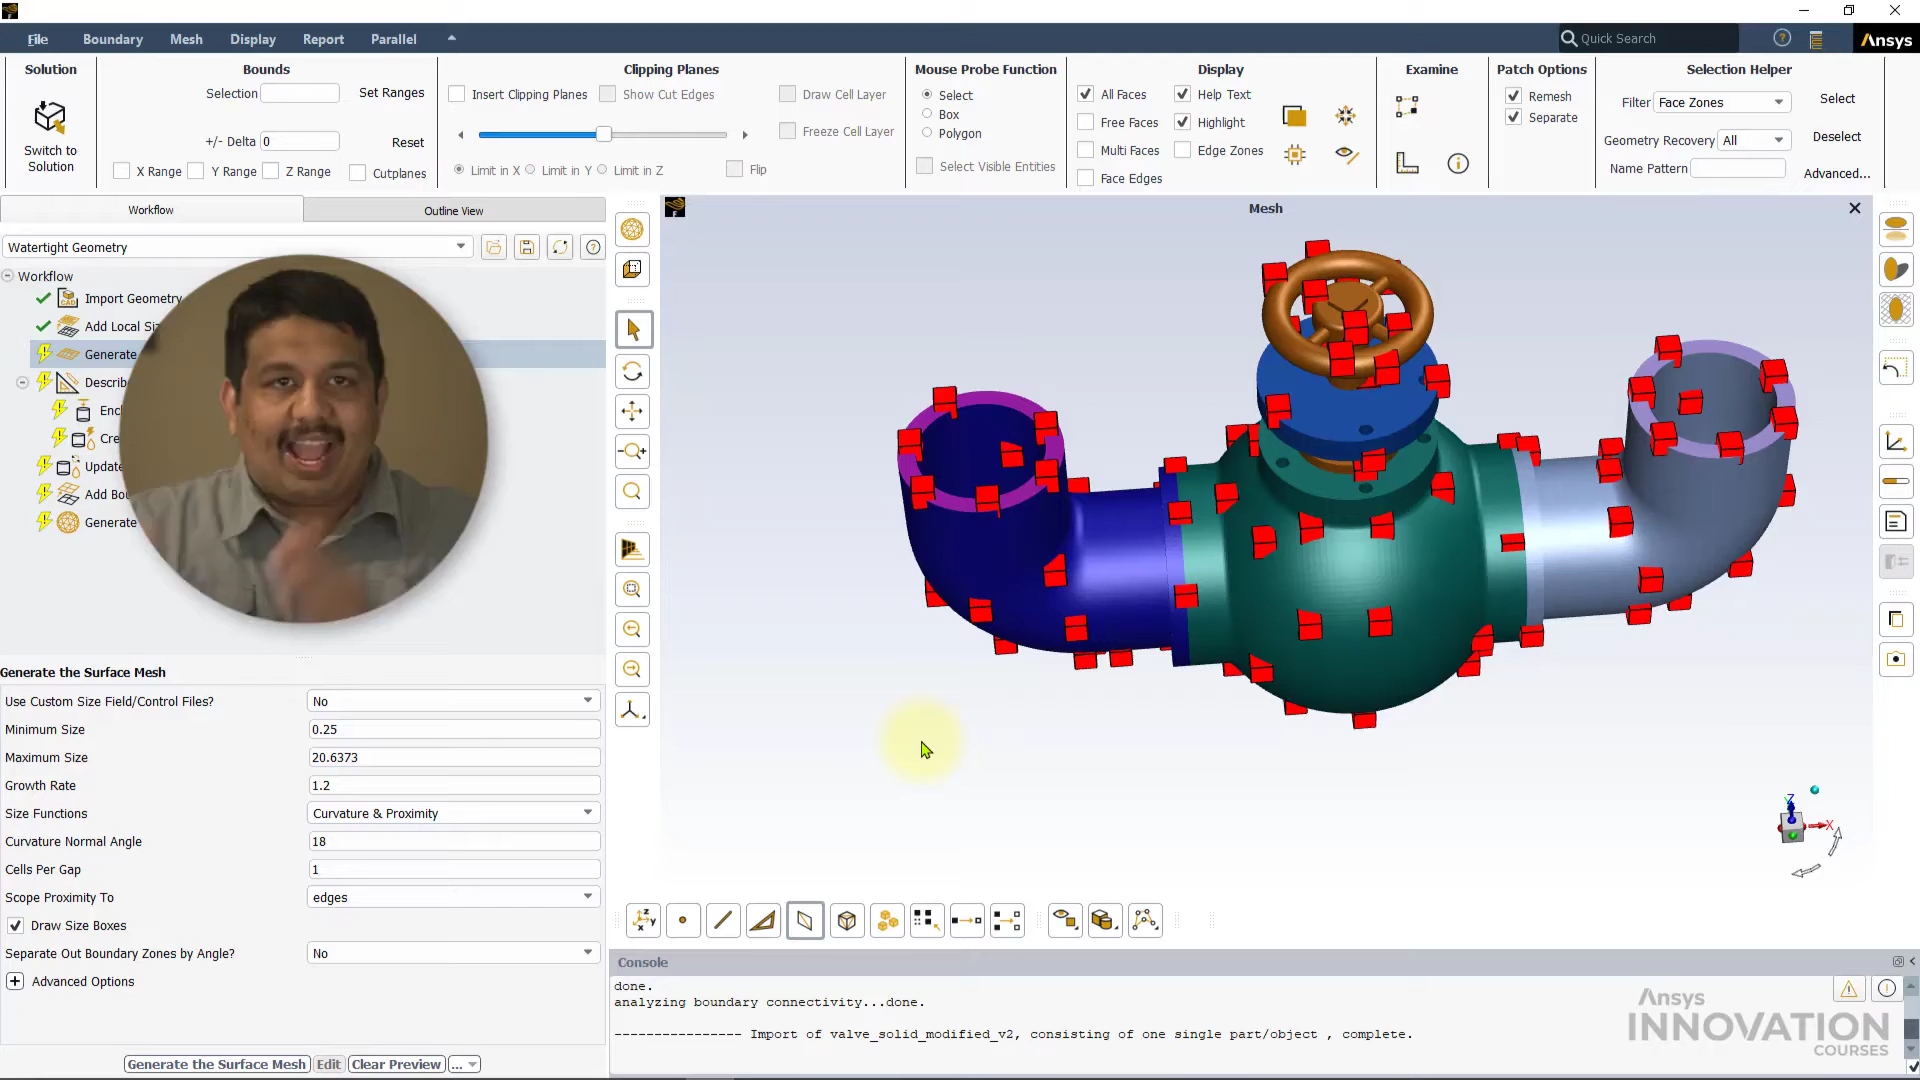 File
Boundary
Mesh
Display
Report
Parallel
Quick Search
Ansys
Solution
Switch to
Solution
Bounds
Selection
Set Ranges
+/- Delta 0
Reset
X Range
Y Range
Z Range
Cutplanes
Clipping Planes
Insert Clipping Planes
Show Cut Edges
Draw Cell Layer
Freeze Cell Layer
Limit in X
Limit in Y
Limit in Z
Flip
Mouse Probe Function
Select
Box
Polygon
Select Visible Entities
Display
All Faces
Help Text
Free Faces
Highlight
Multi Faces
Edge Zones
Face Edges
Examine
Patch Options
Remesh
Separate
Selection Helper
Filter Face Zones
Select
Geometry Recovery All
Deselect
Name Pattern
Advanced...
Workflow
Outline View
Watertight Geometry
Workflow
Import Geometry
Add Local
Generate
Describe
Update
Generate
Mesh
Z
X
Generate the Surface Mesh
Use Custom Size Field/Control Files? No
Minimum Size 0.25
Maximum Size 20.6373
Growth Rate 1.2
Size Functions Curvature & Proximity
Curvature Normal Angle 18
Cells Per Gap 1
Scope Proximity To edges
Draw Size Boxes
Separate Out Boundary Zones by Angle? No
Advanced Options
Generate the Surface Mesh
Edit
Clear Preview
...
Console
done.
analyzing boundary connectivity...done.
---------------- Import of valve_solid_modified_v2, consisting of one single part/object , complete.
Ansys
INNOVATION
COURSES